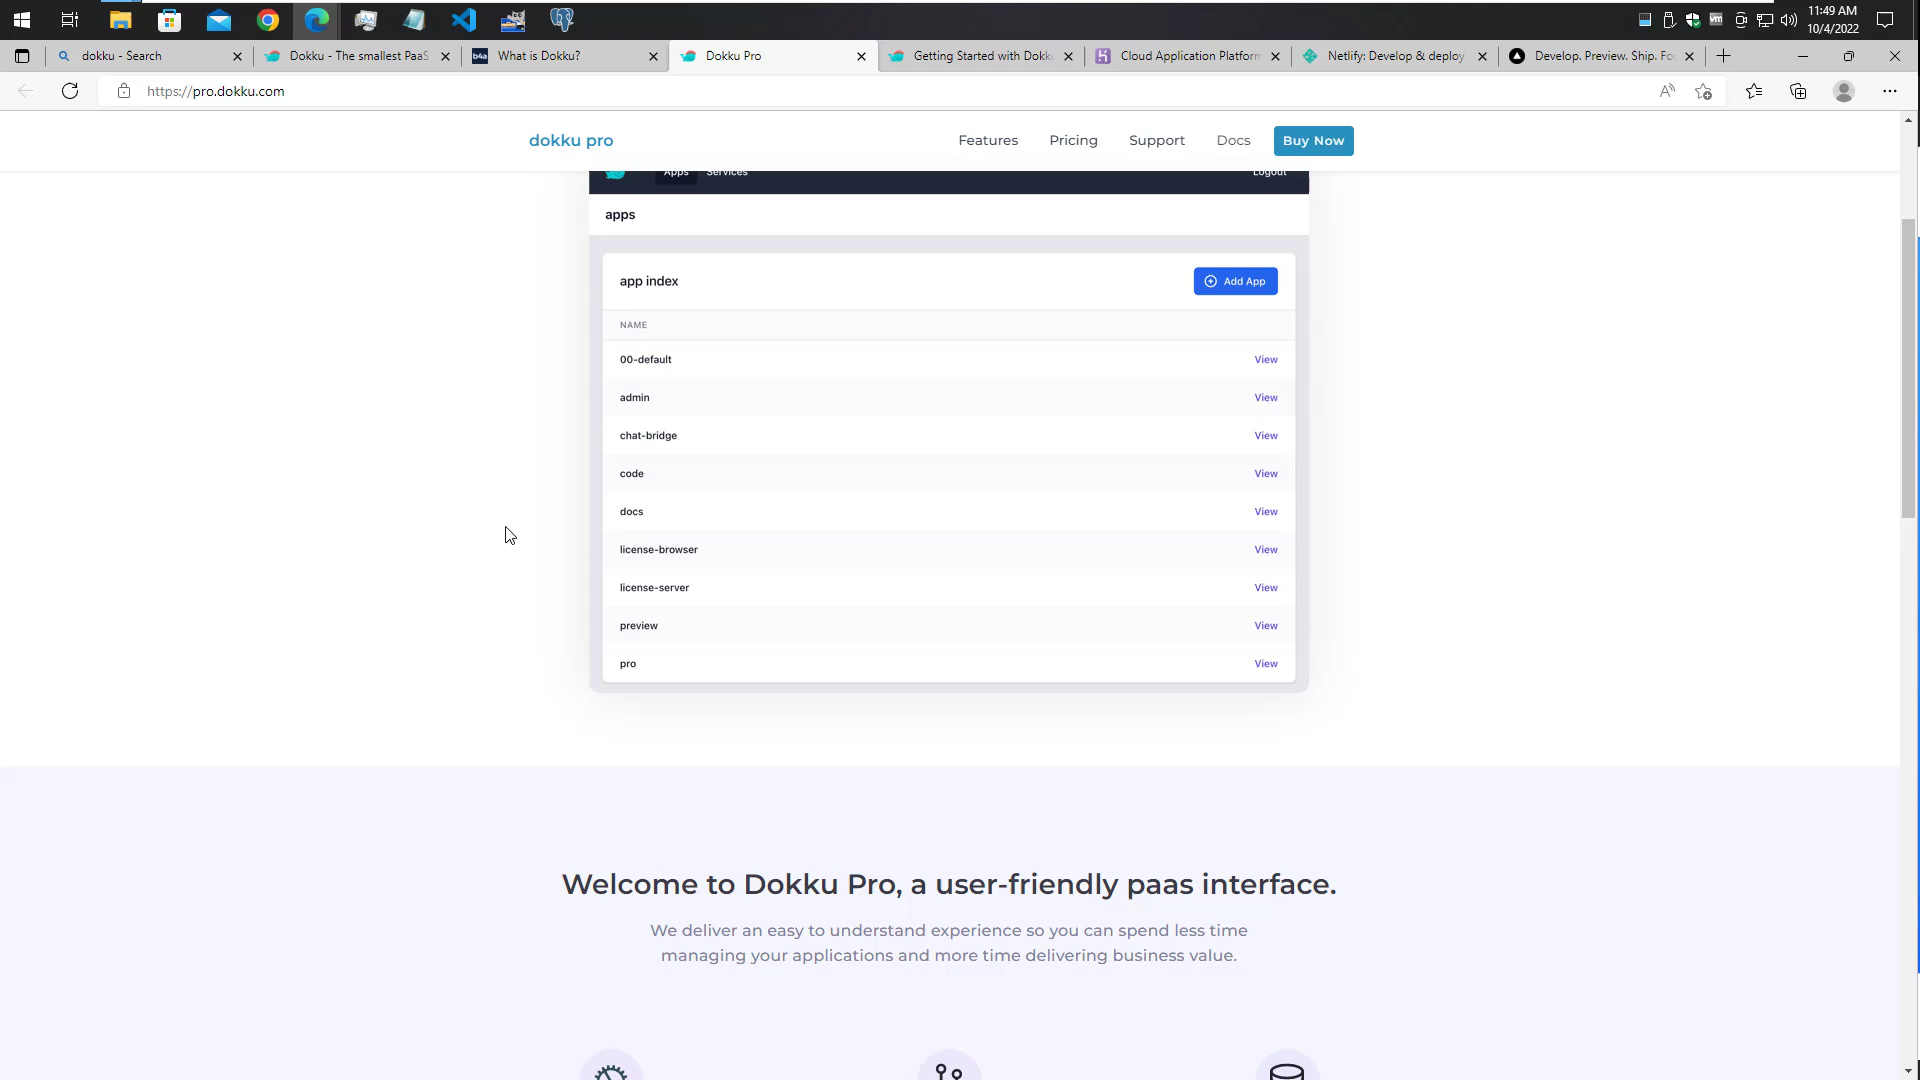 11:49 AM
10/4/2022
dokku - Search
Dokku - The smallest PaaS
b4a
What is Dokku?
Dokku Pro
Getting Started with Dokku
Cloud Application Platform
Netlify: Develop & deploy
Develop. Preview. Ship. For
https://pro.dokku.com
dokku pro
Features
Pricing
Support
Docs
Buy Now
Apps
Services
Logout
apps
app index
Add App
NAME
00-default
View
admin
View
chat-bridge
View
code
View
docs
View
license-browser
View
license-server
View
preview
View
pro
View
Welcome to Dokku Pro, a user-friendly paas interface.
We deliver an easy to understand experience so you can spend less time
managing your applications and more time delivering business value.